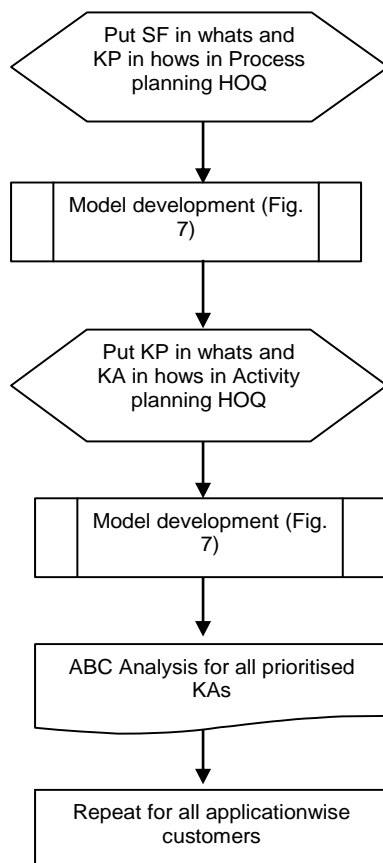 Put SF in whats and
KP in hows in Process
planning HOQ
Model development (Fig.
7)
Put KP in whats and
KA in hows in Activity
planning HOQ
Model development (Fig.
7)
ABC Analysis for all prioritised
KAs
Repeat for all applicationwise
customers